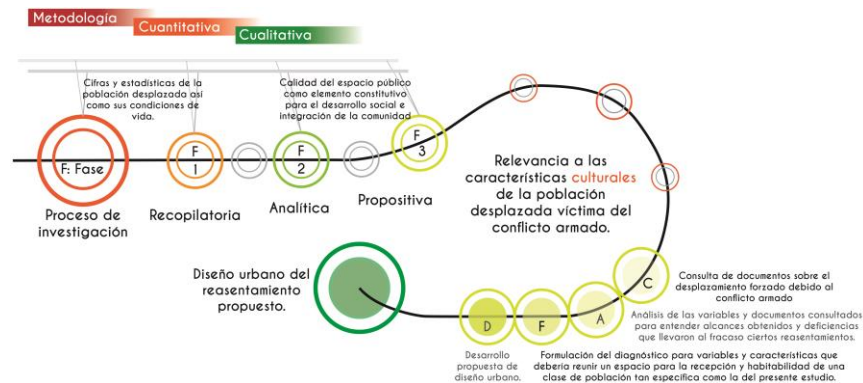 Metodología
Cuantitativa
Cualitativa
Cifras y estadísticas de la
población desplazada así
como sus condiciones de
vida.
Calidad del espacio público
como elemento constitutivo
para el desarrollo social e
integración de la comunidad
F: Fase
F
1
F
2
F
3
Proceso de
investigación
Recopilatoria
Analítica
Propositiva
Relevancia a las
características culturales
de la población
desplazada víctima del
conflicto armado.
Diseño urbano del
reasentamiento
propuesto.
C
Consulta de documentos sobre el
desplazamiento forzado debido al
conflicto armado
A
Análisis de las variables y documentos consultados
para entender alcances obtenidos y deficiencias
que llevaron al fracaso ciertos reasentamientos.
F
Formulación del diagnóstico para variables y características que
debería reunir un espacio para la recepción y habitabilidad de una
clase de población tan específica como la del presente estudio.
D
Desarrollo
propuesta de
diseño urbano.